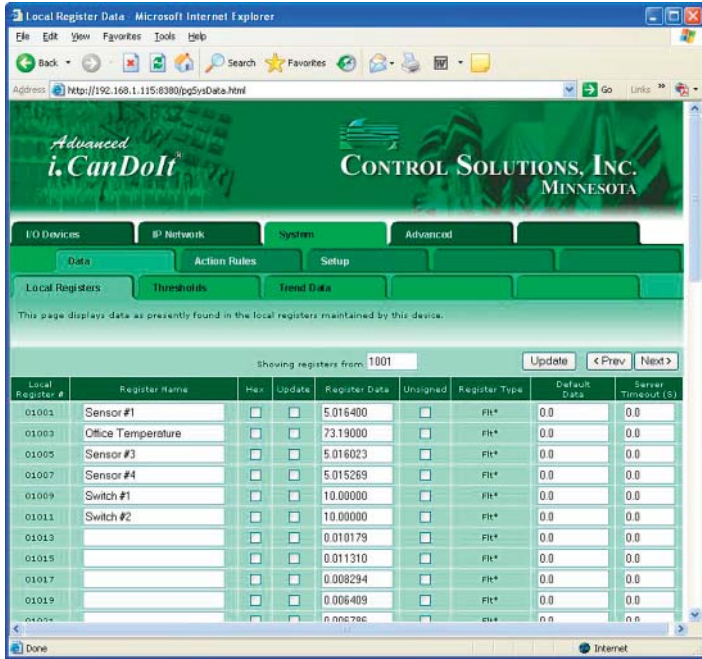 Local Register Data - Microsoft Internet Explorer
File Edit View Favorites Tools Help
Back Search Favorites
Address http://192.168.1.115:8380/pgSysData.html Go Links »
Advanced
i.CanDoIt®
CONTROL SOLUTIONS, INC.
MINNESOTA
I/O Devices IP Network System Advanced
Data Action Rules Setup
Local Registers Thresholds Trend Data
This page displays data as presently found in the local registers maintained by this device.
Showing registers from 1001 Update < Prev Next >
Local Register # Register Name Hex Update Register Data Unsigned Register Type Default Data Server Timeout (S)
01001 Sensor #1 5.016400 Flt* 0.0 0.0
01003 Office Temperature 73.19000 Flt* 0.0 0.0
01005 Sensor #3 5.016023 Flt* 0.0 0.0
01007 Sensor #4 5.015269 Flt* 0.0 0.0
01009 Switch #1 10.00000 Flt* 0.0 0.0
01011 Switch #2 10.00000 Flt* 0.0 0.0
01013 0.010179 Flt* 0.0 0.0
01015 0.011310 Flt* 0.0 0.0
01017 0.008294 Flt* 0.0 0.0
01019 0.006409 Flt* 0.0 0.0
01021 0.006786 Flt* 0.0 0.0
Done Internet